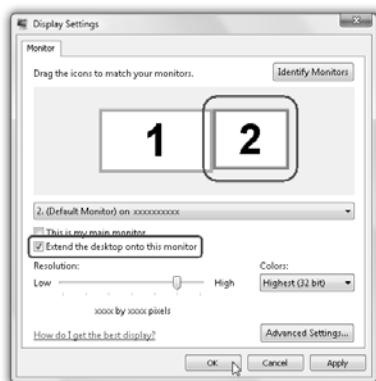 Display Settings
Monitor
Drag the icons to match your monitors.
Identify Monitors
1 2
2. (Default Monitor) on xxxxxxxxxx
This is my main monitor
Extend the desktop onto this monitor
Resolution:
Colors:
Low High
Highest (32 bit)
xxxx by xxxx pixels
How do I get the best display?
Advanced Settings...
OK Cancel Apply